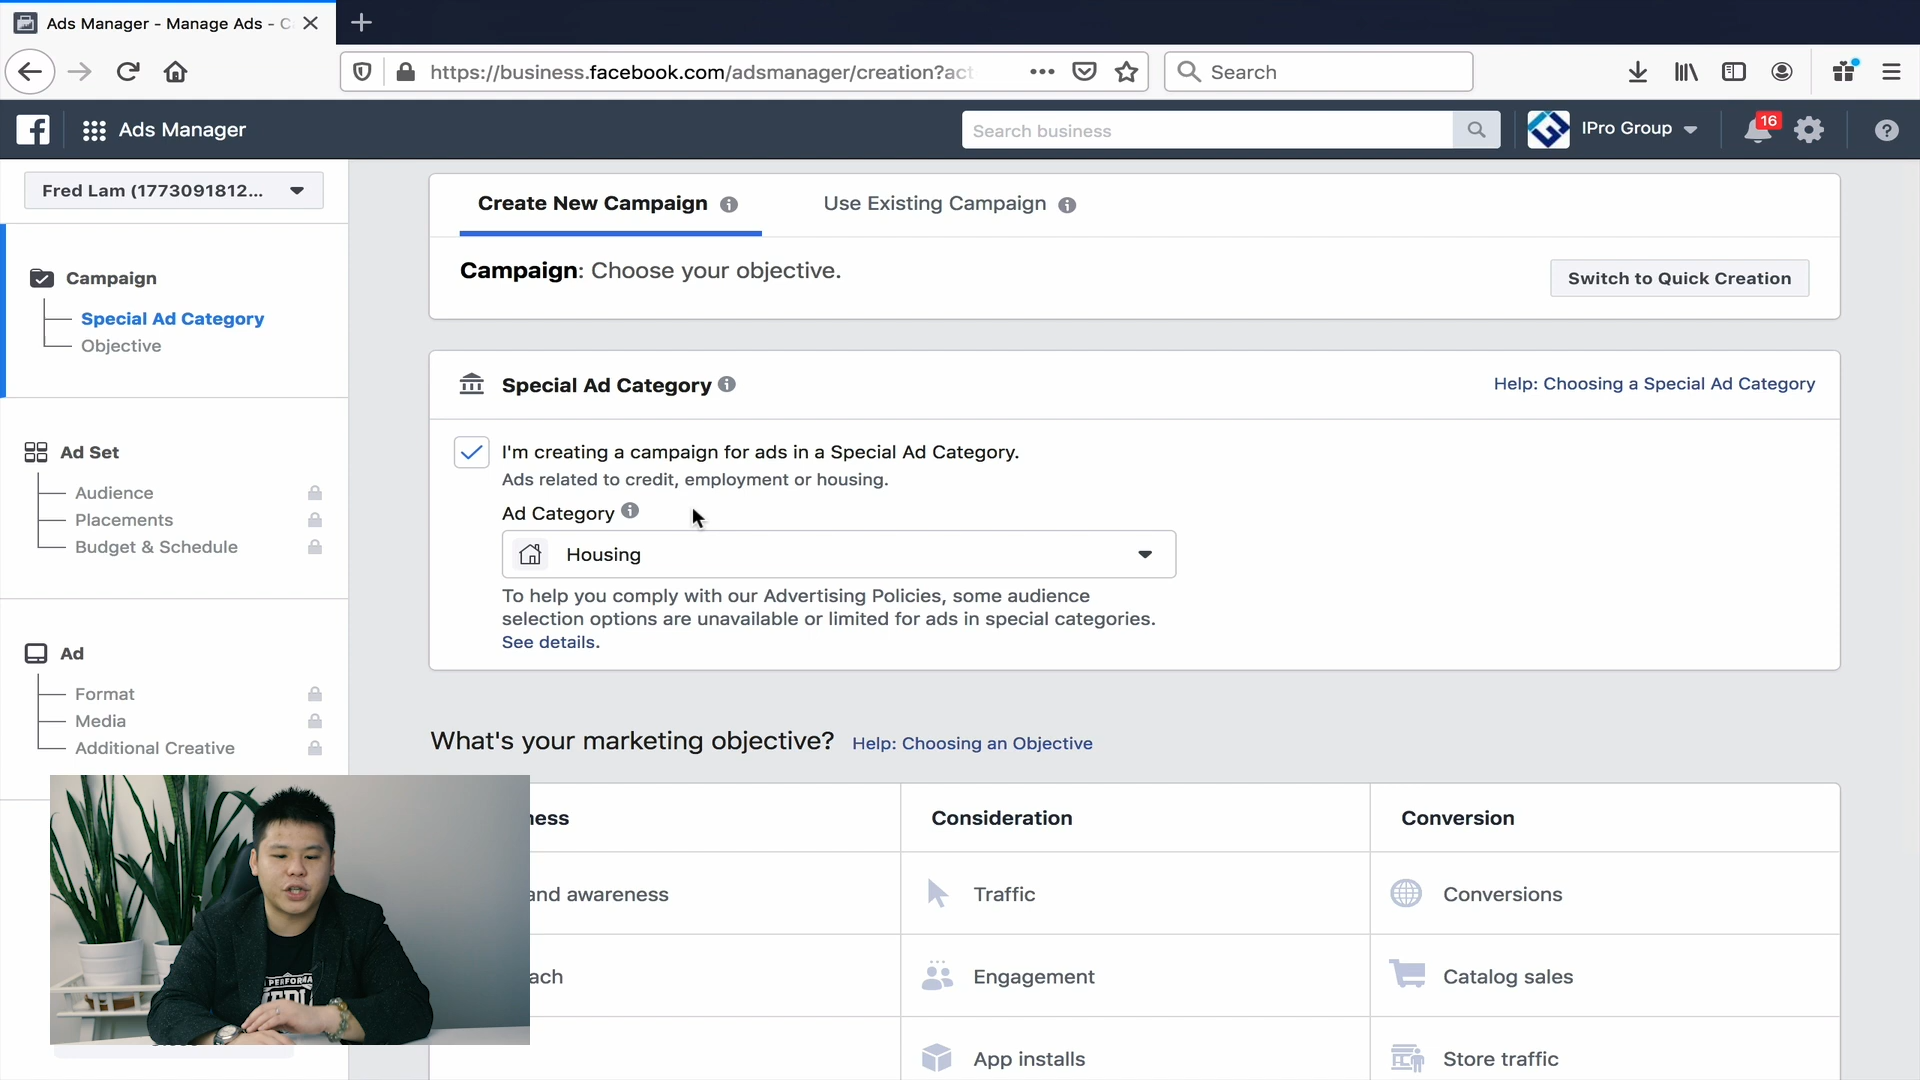 Ads Manager - Manage Ads - C
https://business.facebook.com/adsmanager/creation?act
Search
Ads Manager
Search business
IPro Group
16
Fred Lam (1773091812...
Campaign
Special Ad Category
Objective
Ad Set
Audience
Placements
Budget & Schedule
Ad
Format
Media
Additional Creative
Create New Campaign
Use Existing Campaign
Campaign: Choose your objective.
Switch to Quick Creation
Special Ad Category
Help: Choosing a Special Ad Category
I'm creating a campaign for ads in a Special Ad Category.
Ads related to credit, employment or housing.
Ad Category
Housing
To help you comply with our Advertising Policies, some audience
selection options are unavailable or limited for ads in special categories.
See details.
What's your marketing objective?
Help: Choosing an Objective
ness
Consideration
Conversion
and awareness
Traffic
Conversions
ach
Engagement
Catalog sales
App installs
Store traffic